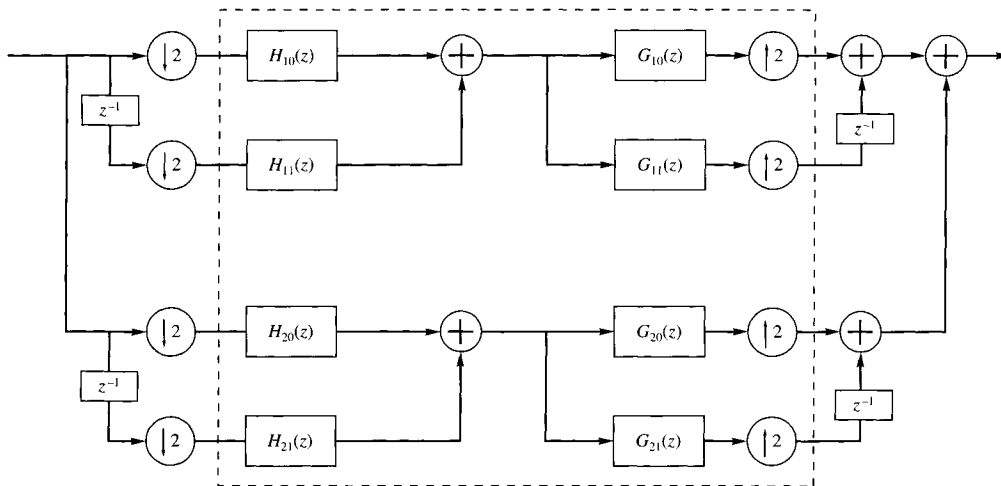 ↓2 H₁₀(z) + G₁₀(z) ↑2 + +
z⁻¹ z⁻¹
↓2 H₁₁(z) G₁₁(z) ↑2
↓2 H₂₀(z) + G₂₀(z) ↑2 +
z⁻¹ z⁻¹
↓2 H₂₁(z) G₂₁(z) ↑2